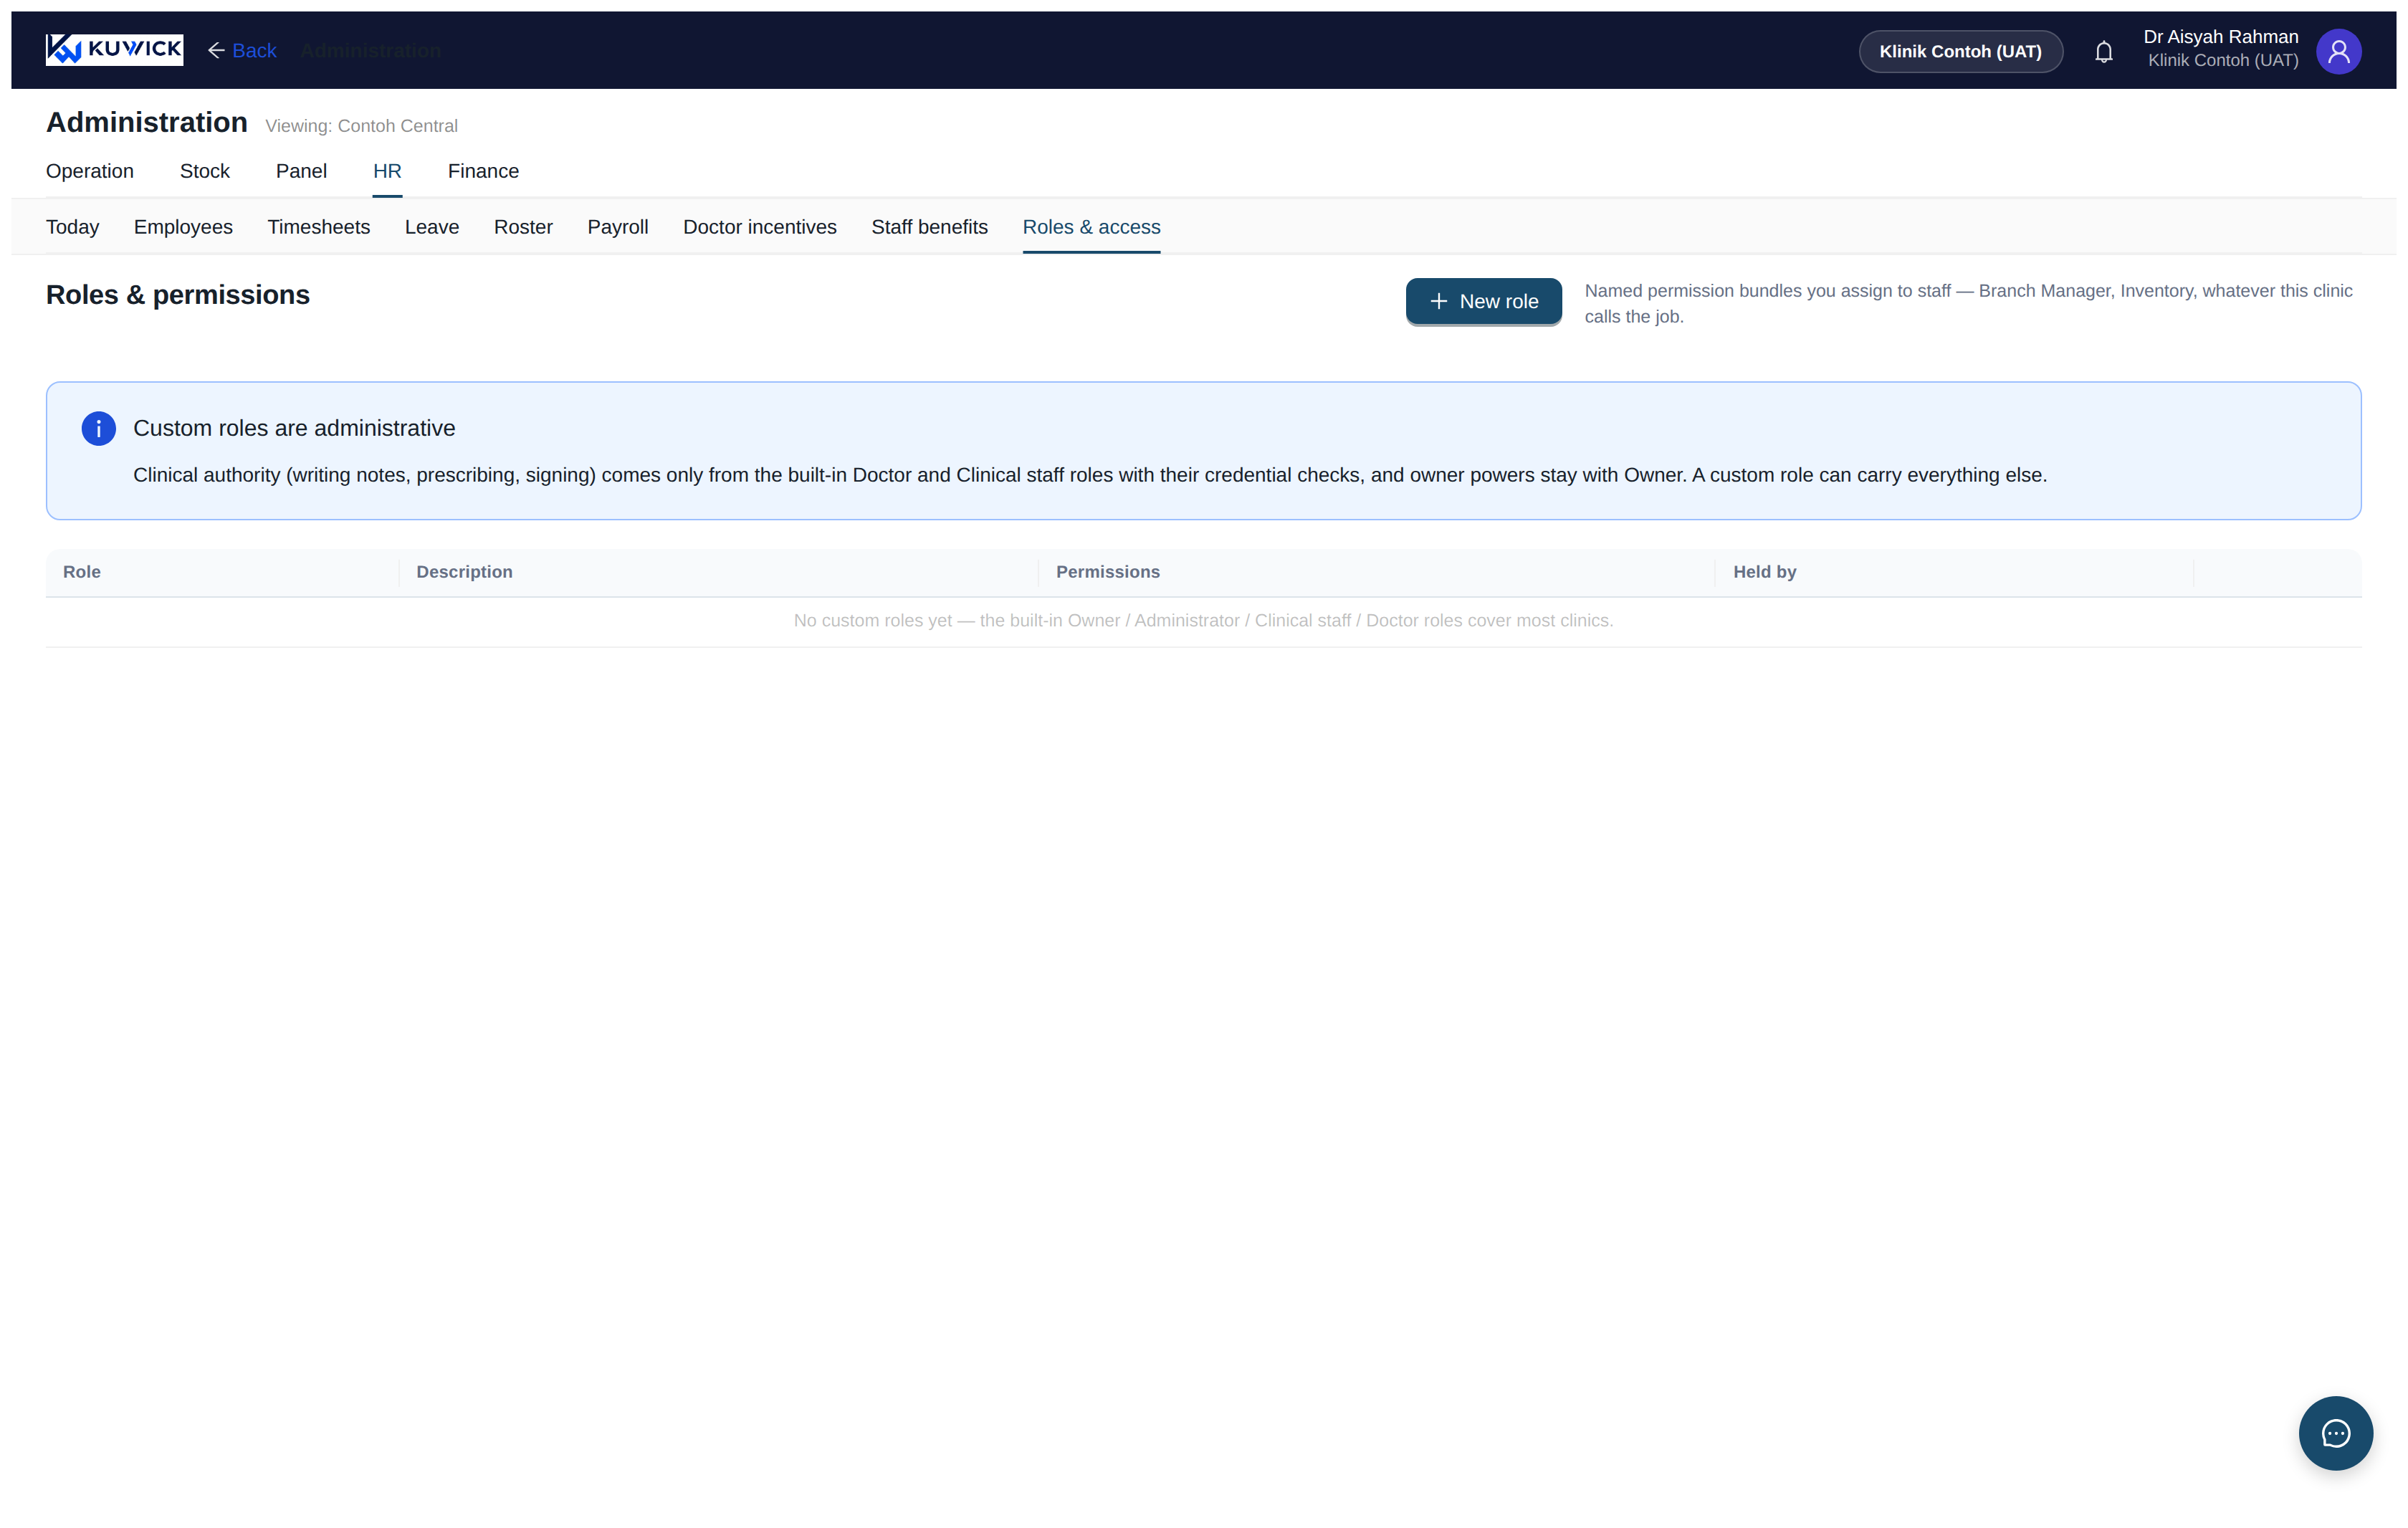 KUWICK
Back
Administration
Klinik Contoh (UAT)
Dr Aisyah Rahman
Klinik Contoh (UAT)
Administration
Viewing: Contoh Central
Operation
Stock
Panel
HR
Finance
Today
Employees
Timesheets
Leave
Roster
Payroll
Doctor incentives
Staff benefits
Roles & access
Roles & permissions
New role
Named permission bundles you assign to staff — Branch Manager, Inventory, whatever this clinic
calls the job.
Custom roles are administrative
Clinical authority (writing notes, prescribing, signing) comes only from the built-in Doctor and Clinical staff roles with their credential checks, and owner powers stay with Owner. A custom role can carry everything else.
Role
Description
Permissions
Held by
No custom roles yet — the built-in Owner / Administrator / Clinical staff / Doctor roles cover most clinics.